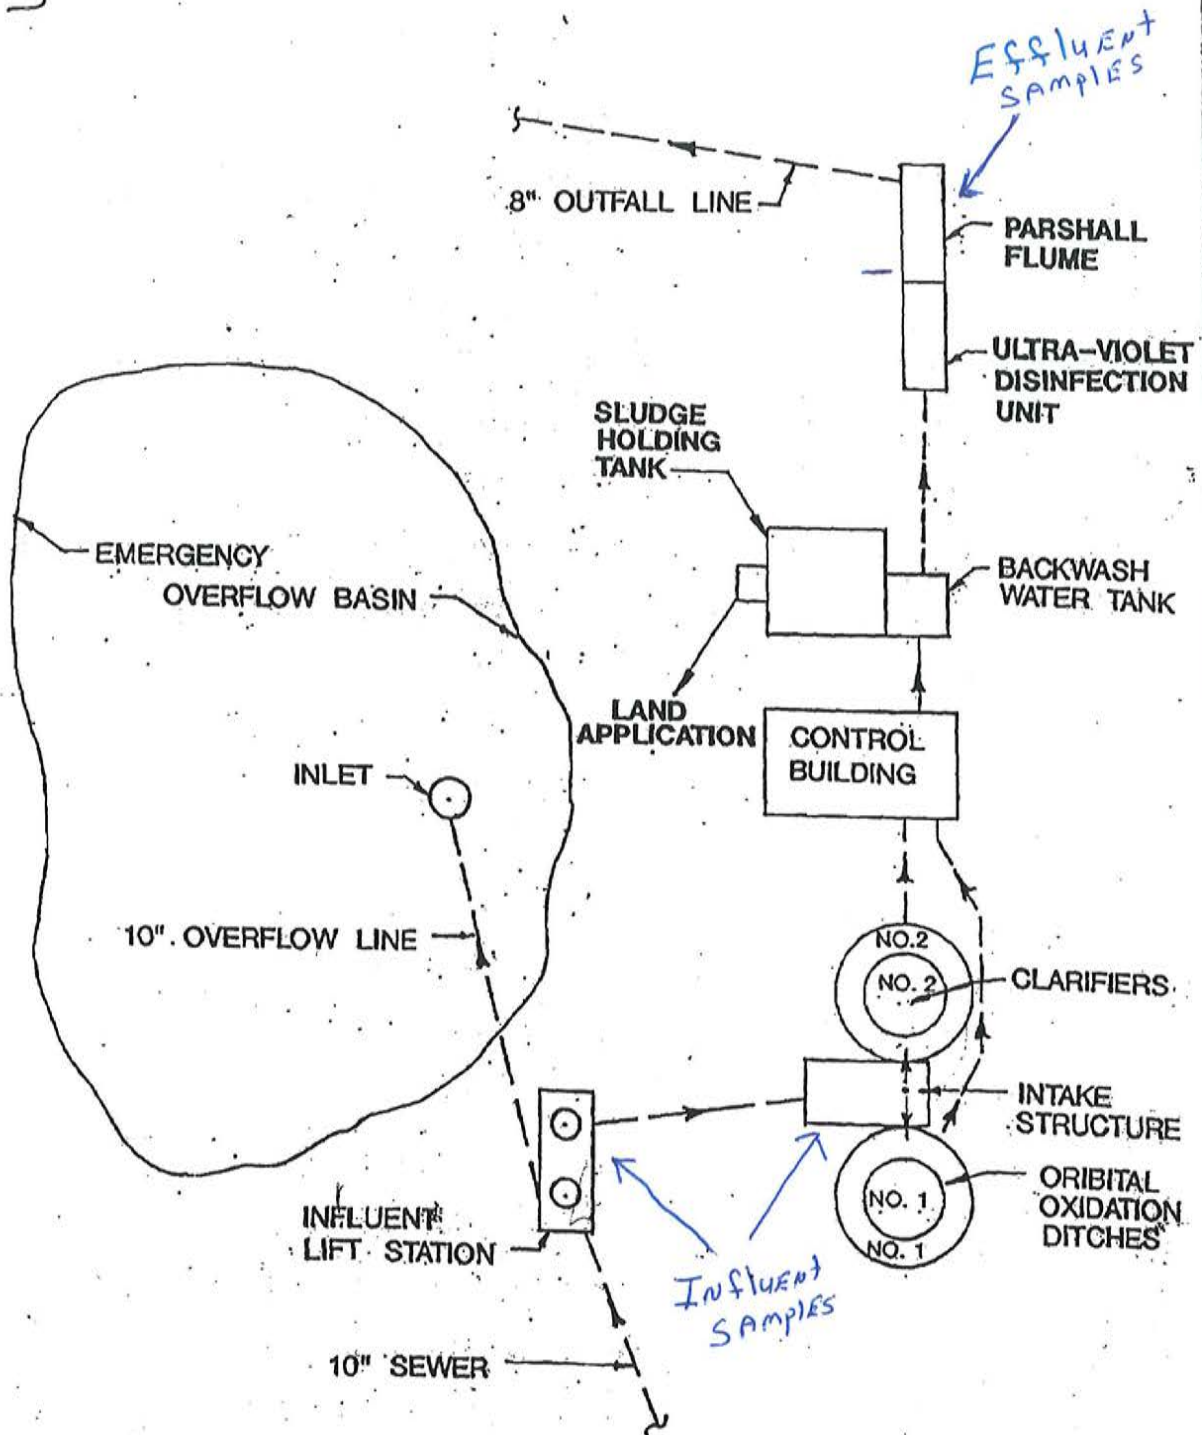 EffluENt
SAmplES
8" OUTFALL LINE
PARSHALL
FLUME
ULTRA-VIOLET
DISINFECTION
UNIT
SLUDGE
HOLDING
TANK
EMERGENCY
OVERFLOW BASIN
BACKWASH
WATER TANK
LAND
APPLICATION
CONTROL
BUILDING
INLET
10" OVERFLOW LINE
NO.2
NO. 2
CLARIFIERS
INTAKE
STRUCTURE
ORIBITAL
OXIDATION
DITCHES
NO. 1
NO. 1
INFLUENT
LIFT STATION
INfluENt
SAmplES
10" SEWER